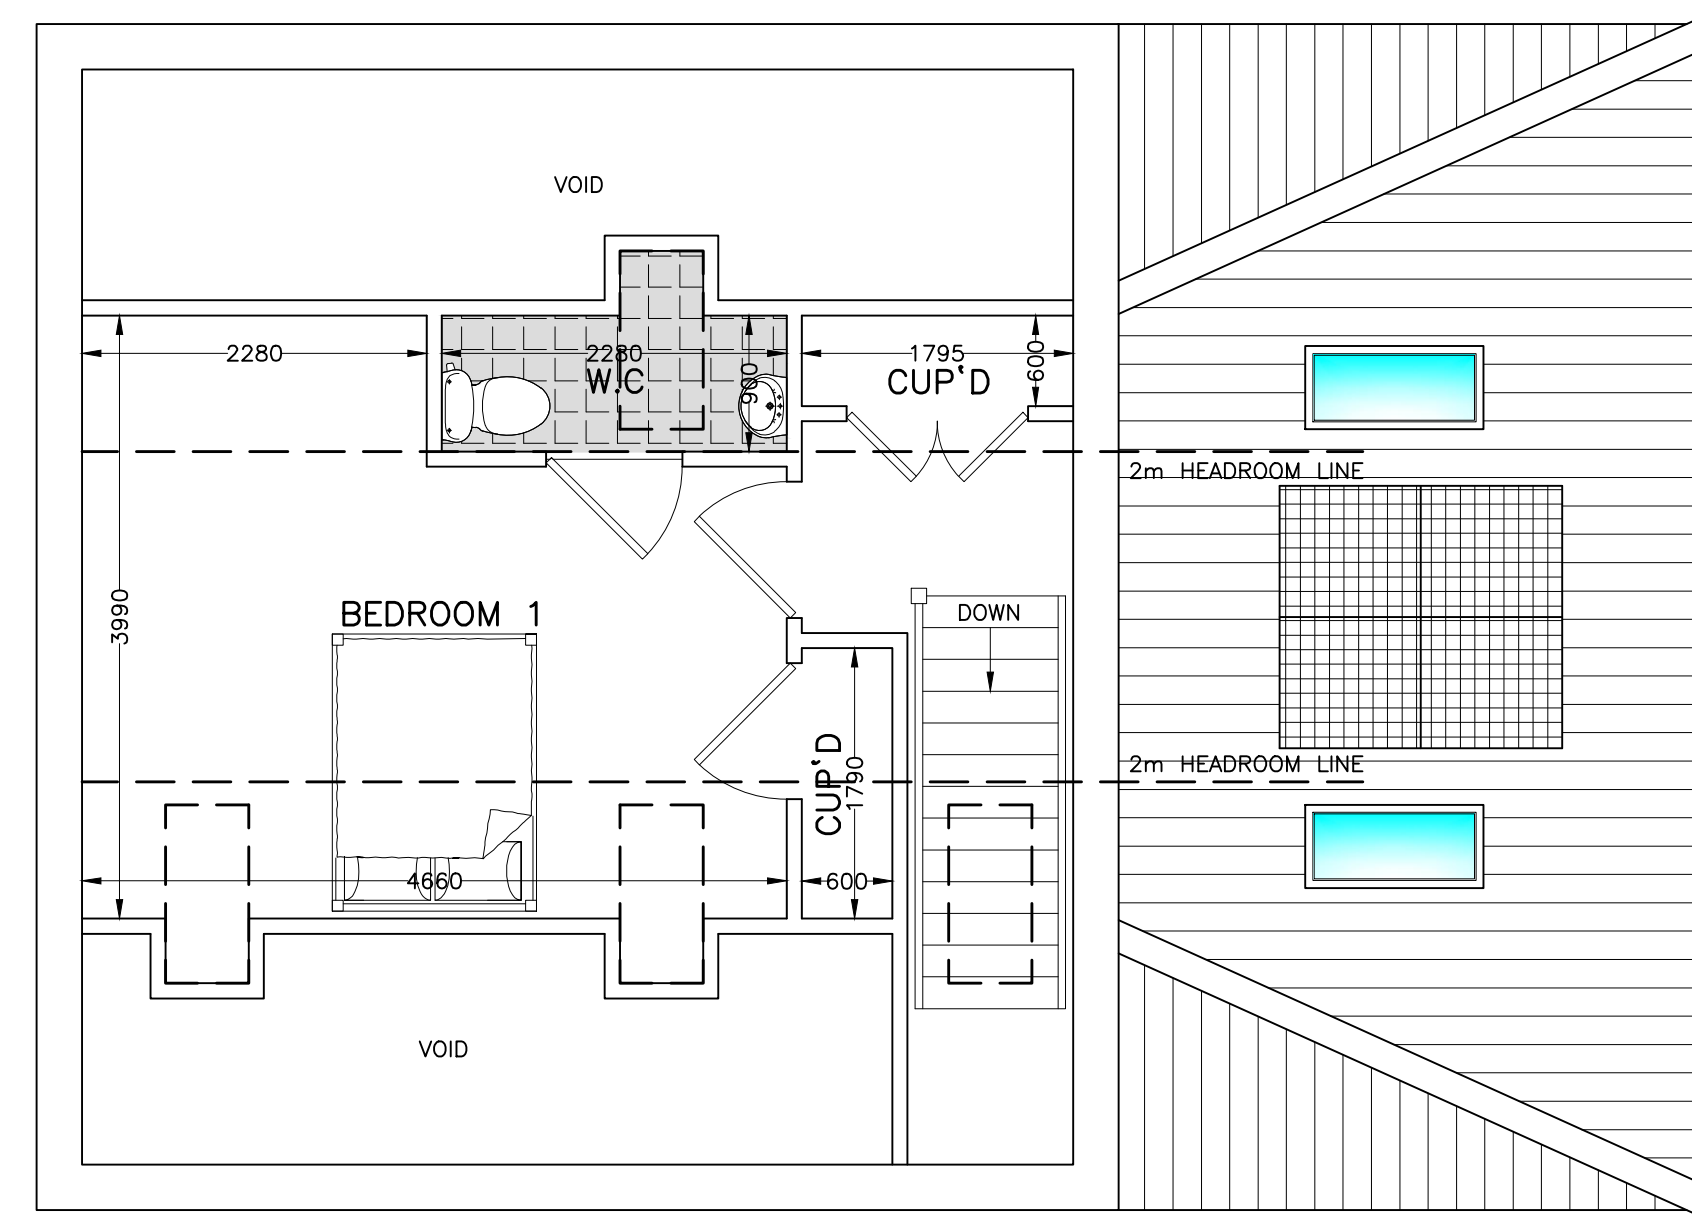 VOID
2280
2280
1795
600
W.C
900
CUP'D
2m HEADROOM LINE
3990
BEDROOM 1
DOWN
CUP'D
1790
2m HEADROOM LINE
4660
600
VOID